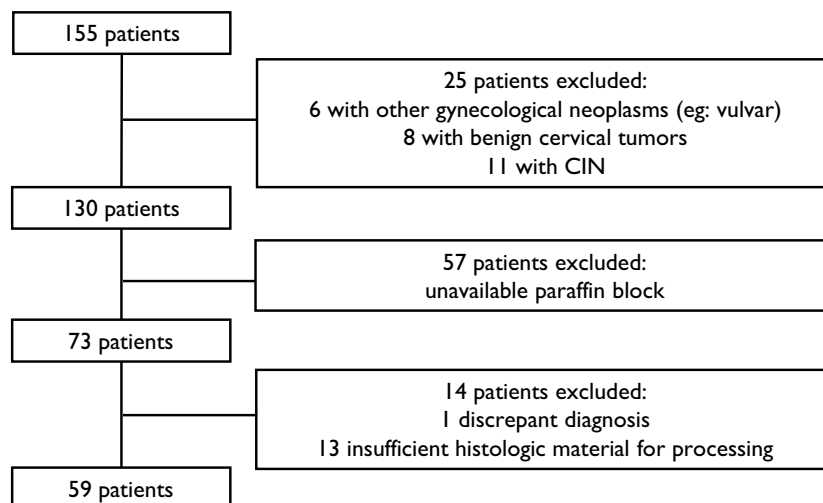 155 patients
25 patients excluded:
6 with other gynecological neoplasms (eg: vulvar)
8 with benign cervical tumors
11 with CIN
130 patients
57 patients excluded:
unavailable paraffin block
73 patients
14 patients excluded:
1 discrepant diagnosis
13 insufficient histologic material for processing
59 patients